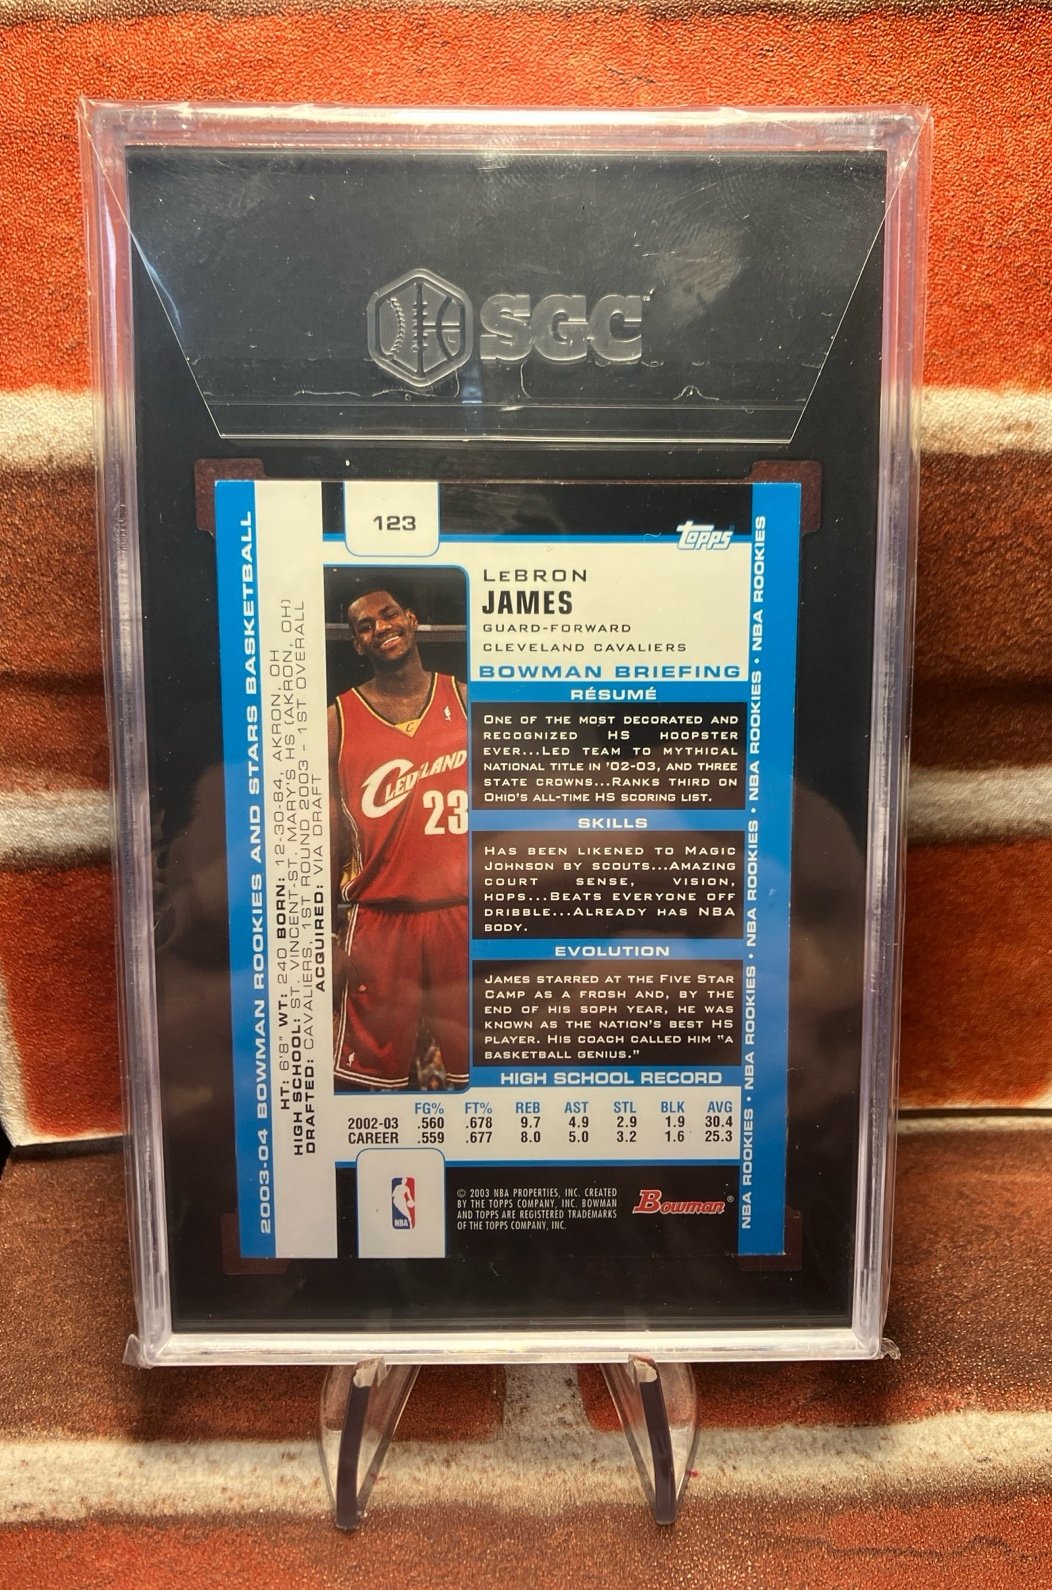 SGC
123
topps
LeBRON
JAMES
GUARD-FORWARD
CLEVELAND CAVALIERS
BOWMAN BRIEFING
RÉSUMÉ
ONE OF THE MOST DECORATED AND
RECOGNIZED HS HOOPSTER
EVER...LED TEAM TO MYTHICAL
NATIONAL TITLE IN '02-03, AND THREE
STATE CROWNS...RANKS THIRD ON
OHIO'S ALL-TIME HS SCORING LIST.
SKILLS
HAS BEEN LIKENED TO MAGIC
JOHNSON BY SCOUTS...AMAZING
COURT SENSE, VISION,
HOPS...BEATS EVERYONE OFF
DRIBBLE...ALREADY HAS NBA
BODY.
EVOLUTION
JAMES STARRED AT THE FIVE STAR
CAMP AS A FROSH AND, BY THE
END OF HIS SOPH YEAR, HE WAS
KNOWN AS THE NATION'S BEST HS
PLAYER. HIS COACH CALLED HIM "A
BASKETBALL GENIUS."
HIGH SCHOOL RECORD
FG% FT% REB AST STL BLK AVG
2002-03 .560 .678 9.7 4.9 2.9 1.9 30.4
CAREER .559 .677 8.0 5.0 3.2 1.6 25.3
© 2003 NBA PROPERTIES, INC. CREATED
BY THE TOPPS COMPANY, INC. BOWMAN
AND TOPPS ARE REGISTERED TRADEMARKS
OF THE TOPPS COMPANY, INC.
NBA
Bowman®
2003-04 BOWMAN ROOKIES AND STARS BASKETBALL
HT: 6'8" WT: 240 BORN: 12-30-84, AKRON, OH
HIGH SCHOOL: ST. VINCENT-ST. MARY'S HS (AKRON, OH)
DRAFTED: CAVALIERS, 1ST ROUND 2003 - 1ST OVERALL
ACQUIRED: VIA DRAFT
CLEVELAND
23
NBA ROOKIES • NBA ROOKIES • NBA ROOKIES • NBA ROOKIES • NBA ROOKIES • NBA ROOKIES